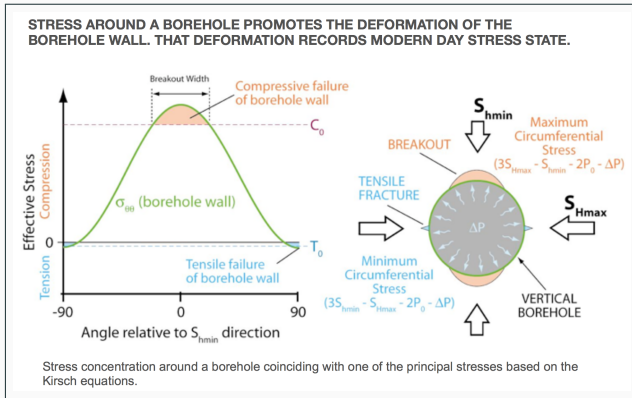 STRESS AROUND A BOREHOLE PROMOTES THE DEFORMATION OF THE
BOREHOLE WALL. THAT DEFORMATION RECORDS MODERN DAY STRESS STATE.
Breakout Width
Compressive failure
of borehole wall
C₀
Effective Stress
Compression
Tension
0
σθθ (borehole wall)
T₀
Tensile failure
of borehole wall
-90
0
90
Angle relative to Shmin direction
Shmin
Maximum
Circumferential
Stress
(3SHmax - Shmin - 2P₀ - ΔP)
BREAKOUT
TENSILE
FRACTURE
SHmax
ΔP
Minimum
Circumferential
Stress
(3Shmin - SHmax - 2P₀ - ΔP)
VERTICAL
BOREHOLE
Stress concentration around a borehole coinciding with one of the principal stresses based on the
Kirsch equations.